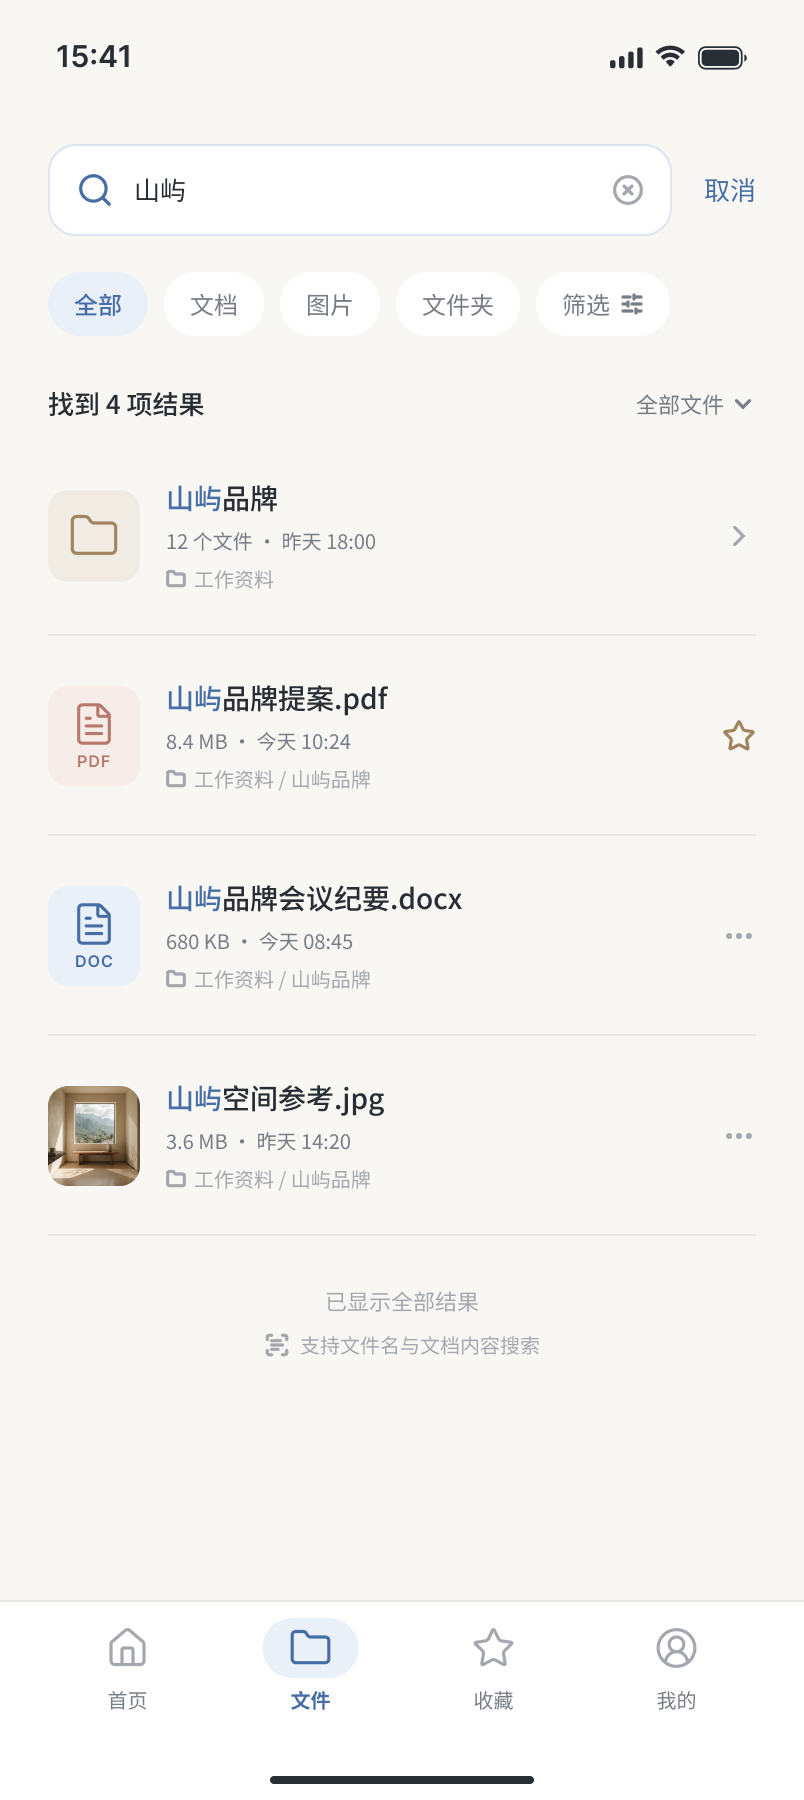 15:41
山屿
取消
全部
文档
图片
文件夹
筛选
找到 4 项结果
全部文件
山屿品牌
12 个文件 • 昨天 18:00
工作资料
山屿品牌提案.pdf
PDF
8.4 MB • 今天 10:24
工作资料 / 山屿品牌
山屿品牌会议纪要.docx
DOC
680 KB • 今天 08:45
工作资料 / 山屿品牌
山屿空间参考.jpg
3.6 MB • 昨天 14:20
工作资料 / 山屿品牌
已显示全部结果
支持文件名与文档内容搜索
首页
文件
收藏
我的